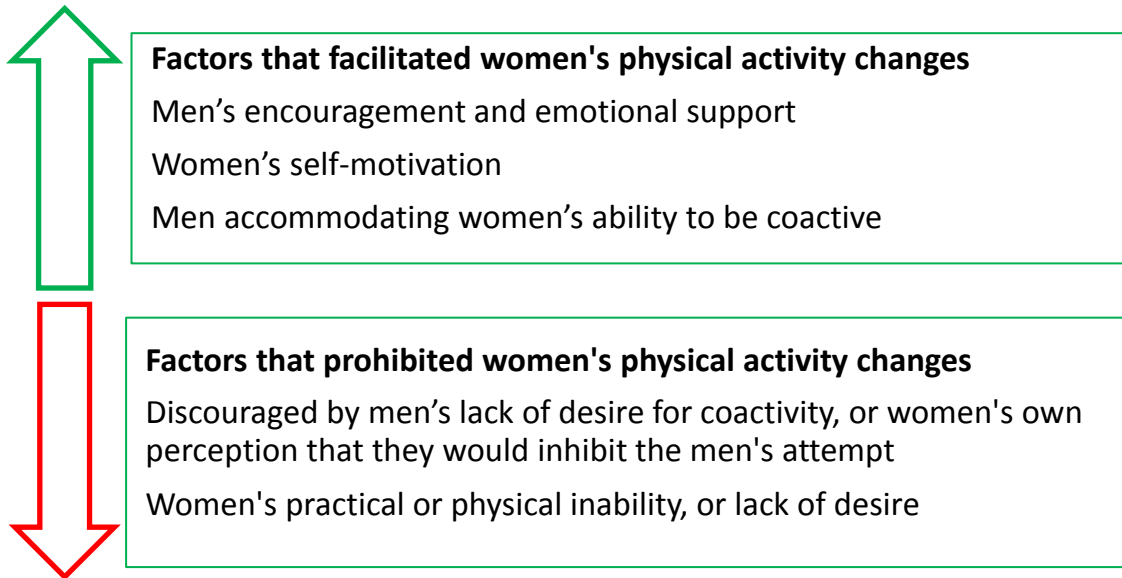 Factors that facilitated women's physical activity changes
Men’s encouragement and emotional support
Women’s self-motivation
Men accommodating women’s ability to be coactive
Factors that prohibited women's physical activity changes
Discouraged by men’s lack of desire for coactivity, or women's own
perception that they would inhibit the men's attempt
Women's practical or physical inability, or lack of desire